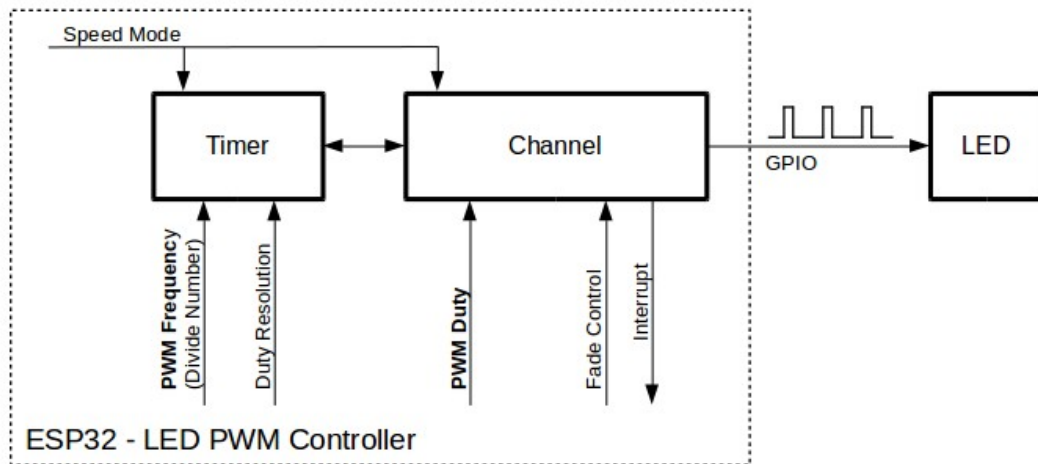 Speed Mode
Timer
Channel
GPIO
LED
PWM Frequency
(Divide Number)
Duty Resolution
PWM Duty
Fade Control
Interrupt
ESP32 - LED PWM Controller